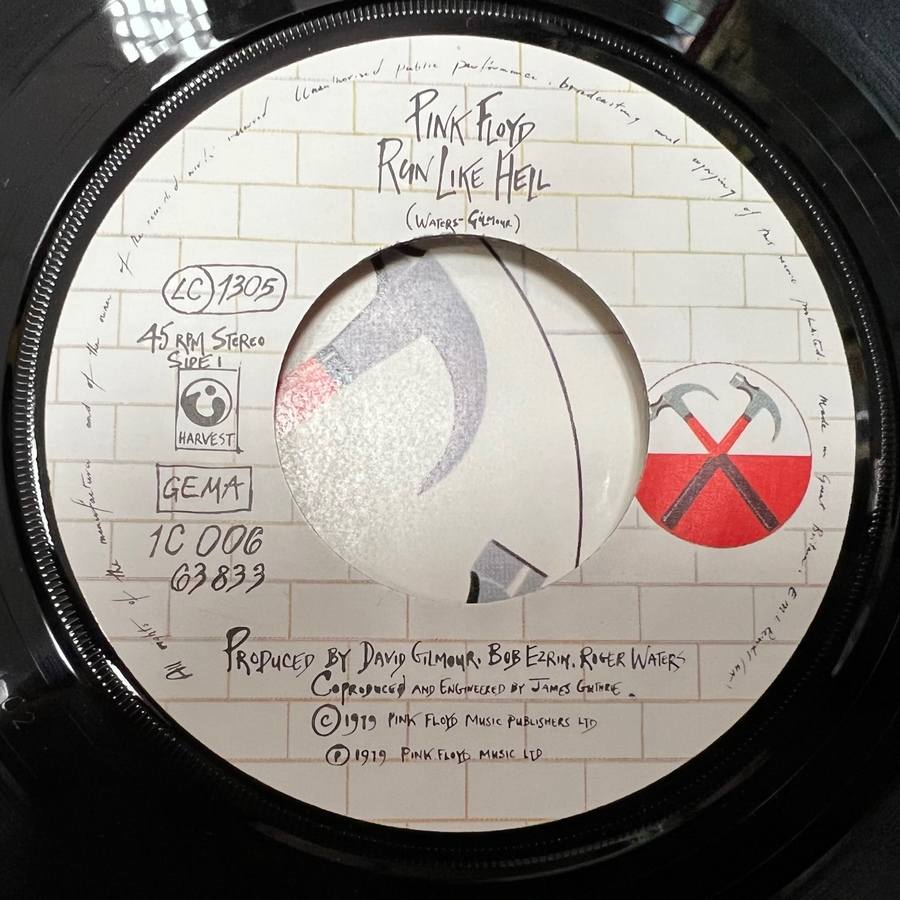 All rights of the manufacturer and of the owner of the recorded work reserved Unauthorised public performance, broadcasting and copying of this record prohibited. Made in Great Britain.
PINK FLOYD
RUN LIKE HELL
(WATERS-GILMOUR)
LC 1305
45 RPM STEREO
SIDE 1
HARVEST
GEMA
1C 006
63833
PRODUCED BY DAVID GILMOUR, BOB EZRIN, ROGER WATERS
COPRODUCED AND ENGINEERED BY JAMES GUTHRIE.
© 1979 PINK FLOYD MUSIC PUBLISHERS LTD
℗ 1979 PINK FLOYD MUSIC LTD